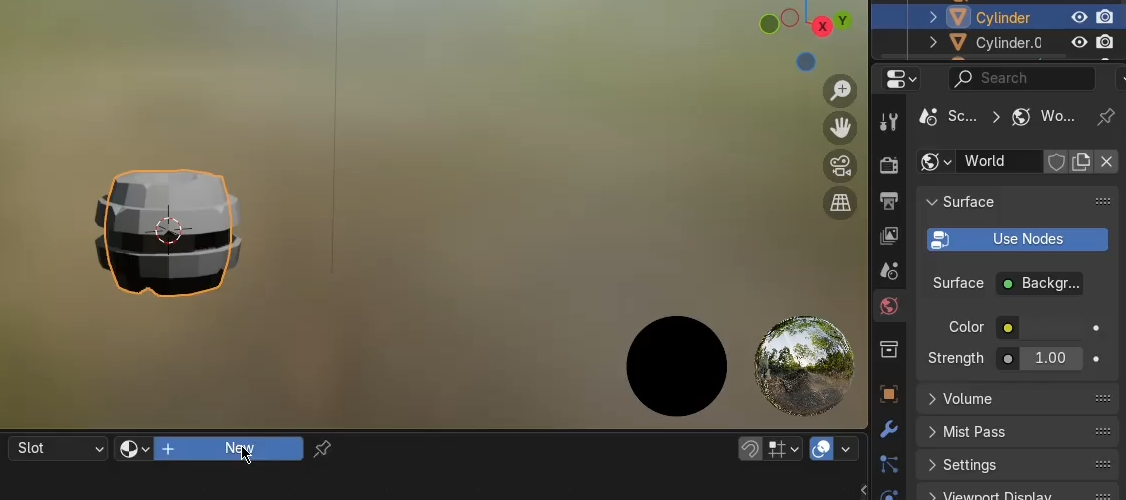 Cylinder
Cylinder.0
X
Y
Search
Sc...
Wo...
World
Surface
Use Nodes
Surface
Backgr...
Color
Strength
1.00
Volume
Mist Pass
Settings
Viewport Display
Slot
New